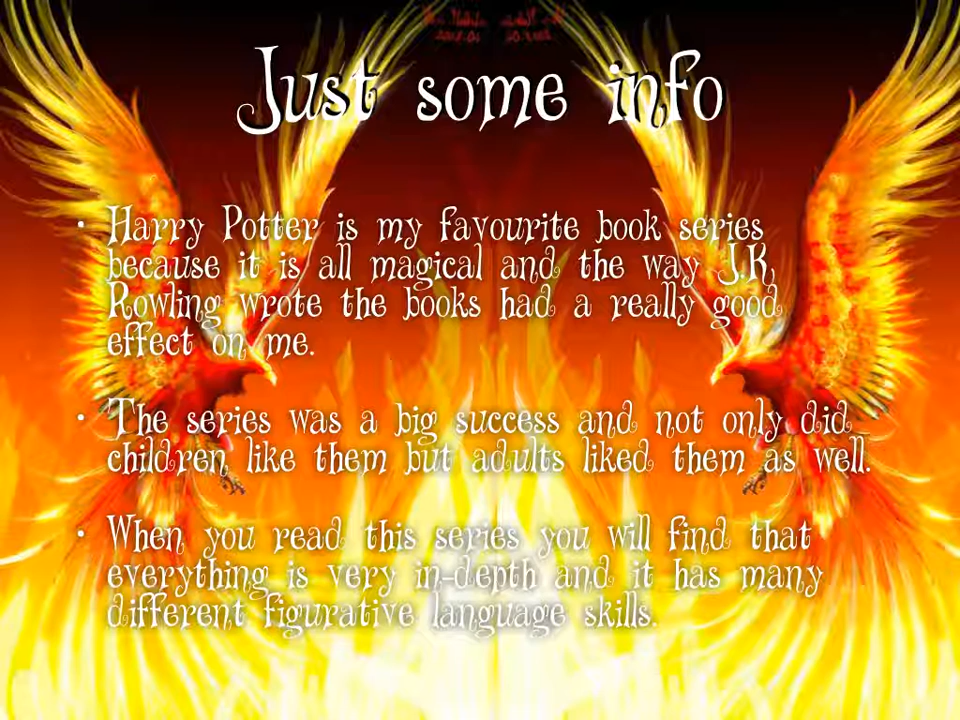 Just some info
• Harry Potter is my favourite book series
because it is all magical and the way J.K.
Rowling wrote the books had a really good
effect on me.
• The series was a big success and not only did
children like them but adults liked them as well.
• When you read this series you will find that
everything is very in-depth and it has many
different figurative language skills.